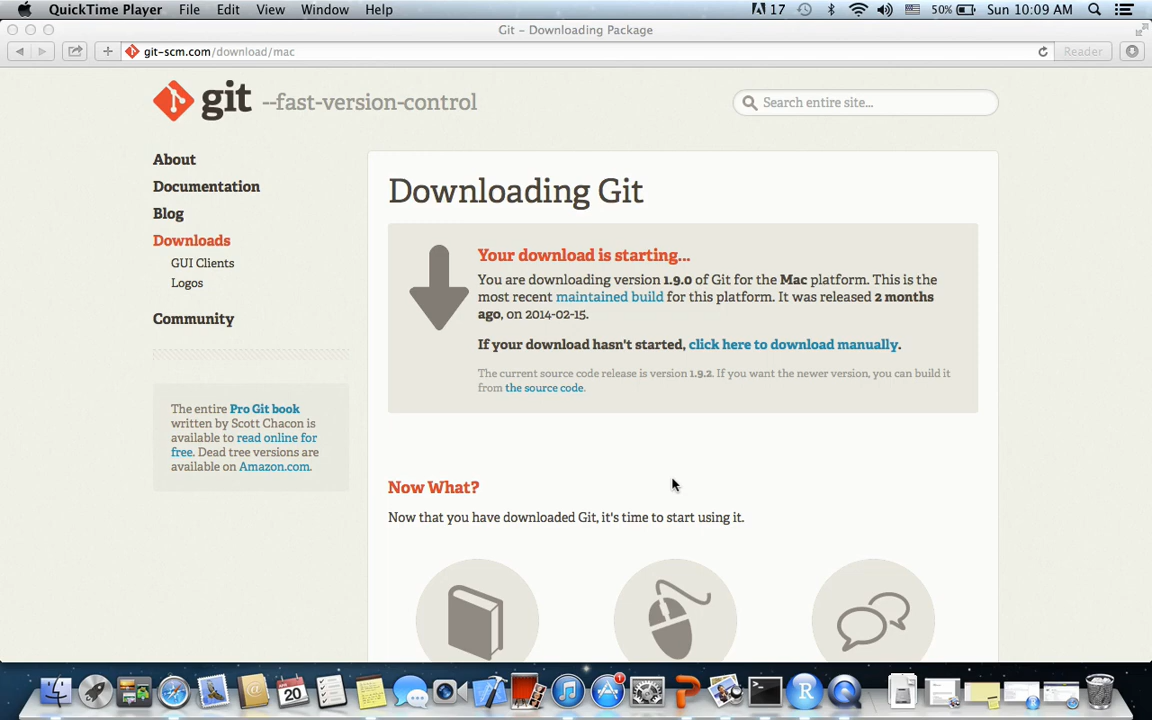 QuickTime Player File Edit View Window Help
17 50% Sun 10:09 AM
Git – Downloading Package
git-scm.com/download/mac
Reader
git --fast-version-control
Search entire site...
About
Documentation
Blog
Downloads
GUI Clients
Logos
Community
The entire Pro Git book
written by Scott Chacon is
available to read online for
free. Dead tree versions are
available on Amazon.com.
Downloading Git
Your download is starting...
You are downloading version 1.9.0 of Git for the Mac platform. This is the
most recent maintained build for this platform. It was released 2 months
ago, on 2014-02-15.
If your download hasn't started, click here to download manually.
The current source code release is version 1.9.2. If you want the newer version, you can build it
from the source code.
Now What?
Now that you have downloaded Git, it's time to start using it.
20
1
R